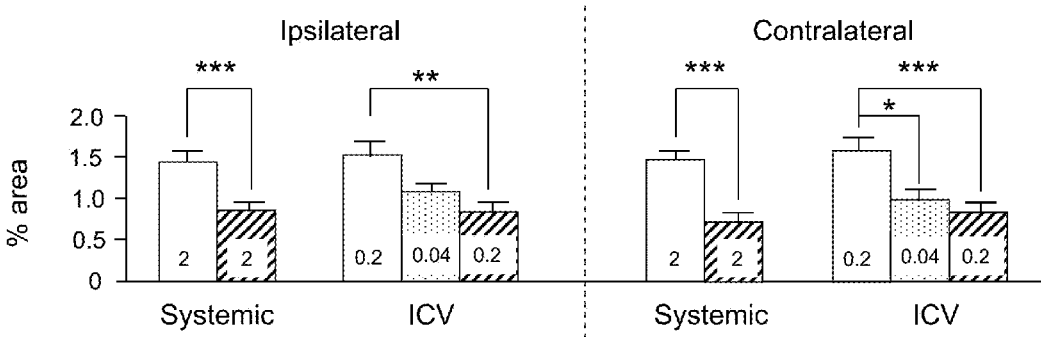 Ipsilateral Contralateral
*** ** *** ***
*
% area
2.0
1.5
1.0
0.5
0
2 2 0.2 0.04 0.2 2 2 0.2 0.04 0.2
Systemic ICV Systemic ICV